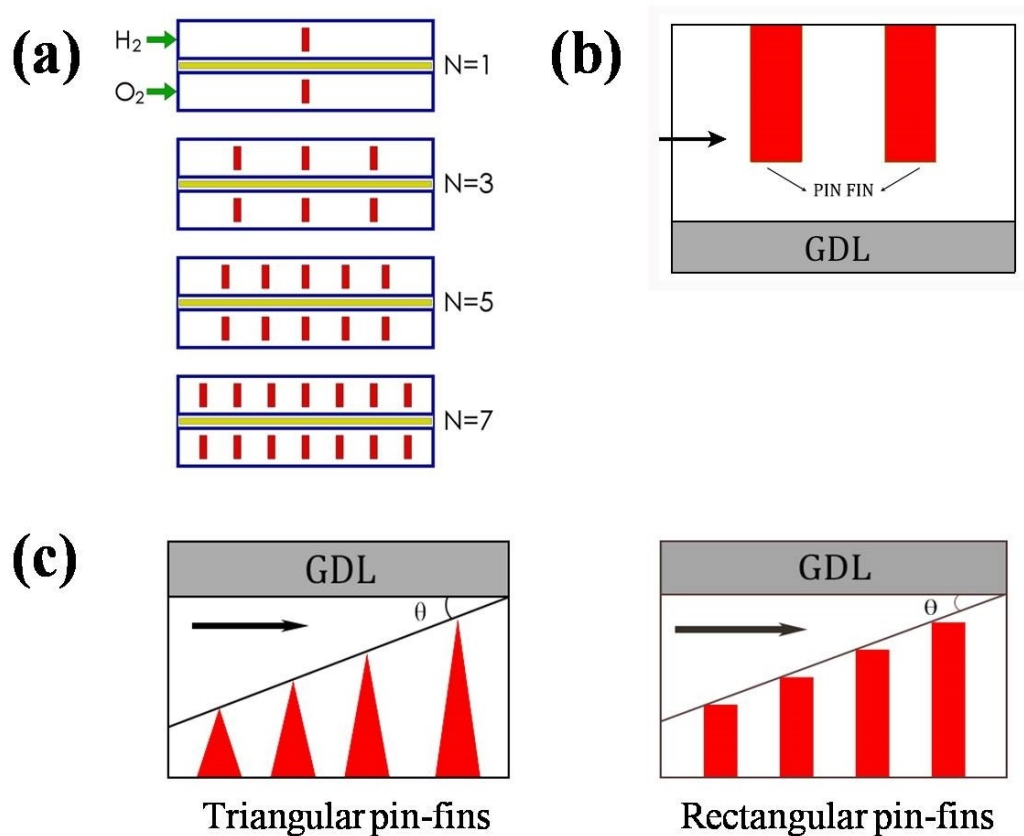 (a)
H₂
O₂
N=1
N=3
N=5
N=7
(b)
PIN FIN
GDL
(c)
GDL
θ
Triangular pin-fins
GDL
θ
Rectangular pin-fins